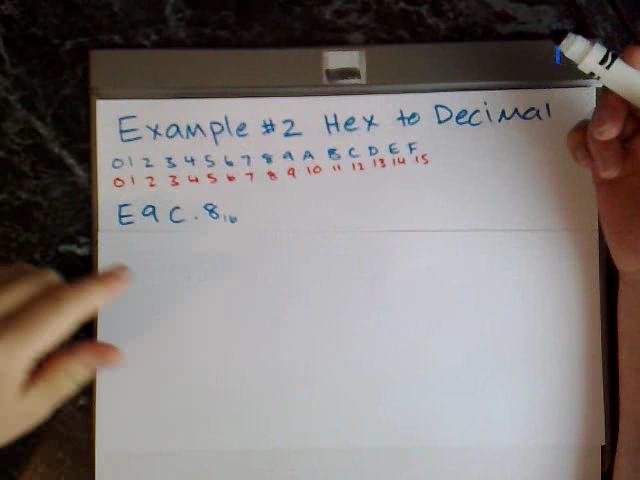 Example #2 Hex to Decimal
0 1 2 3 4 5 6 7 8 9 A B C D E F
0 1 2 3 4 5 6 7 8 9 10 11 12 13 14 15
E9C.8₁₆